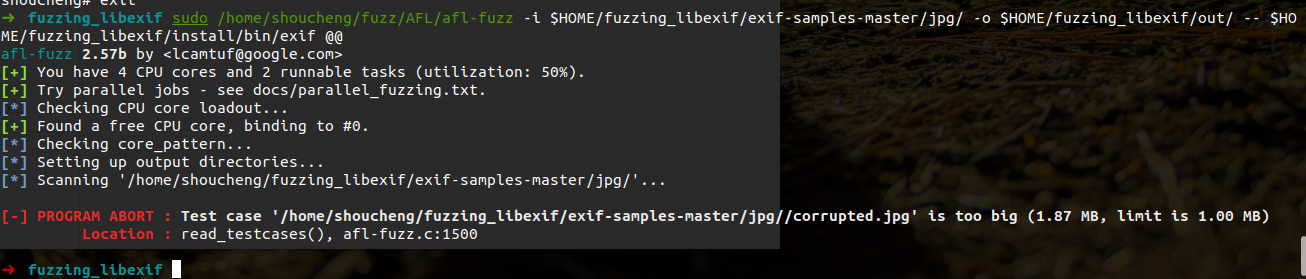 shoucheng# exit
➜ fuzzing_libexif sudo /home/shoucheng/fuzz/AFL/afl-fuzz -i $HOME/fuzzing_libexif/exif-samples-master/jpg/ -o $HOME/fuzzing_libexif/out/ -- $HO
ME/fuzzing_libexif/install/bin/exif @@
afl-fuzz 2.57b by <lcamtuf@google.com>
[+] You have 4 CPU cores and 2 runnable tasks (utilization: 50%).
[+] Try parallel jobs - see docs/parallel_fuzzing.txt.
[*] Checking CPU core loadout...
[+] Found a free CPU core, binding to #0.
[*] Checking core_pattern...
[*] Setting up output directories...
[*] Scanning '/home/shoucheng/fuzzing_libexif/exif-samples-master/jpg/'...
[-] PROGRAM ABORT : Test case '/home/shoucheng/fuzzing_libexif/exif-samples-master/jpg//corrupted.jpg' is too big (1.87 MB, limit is 1.00 MB)
Location : read_testcases(), afl-fuzz.c:1500
➜ fuzzing_libexif